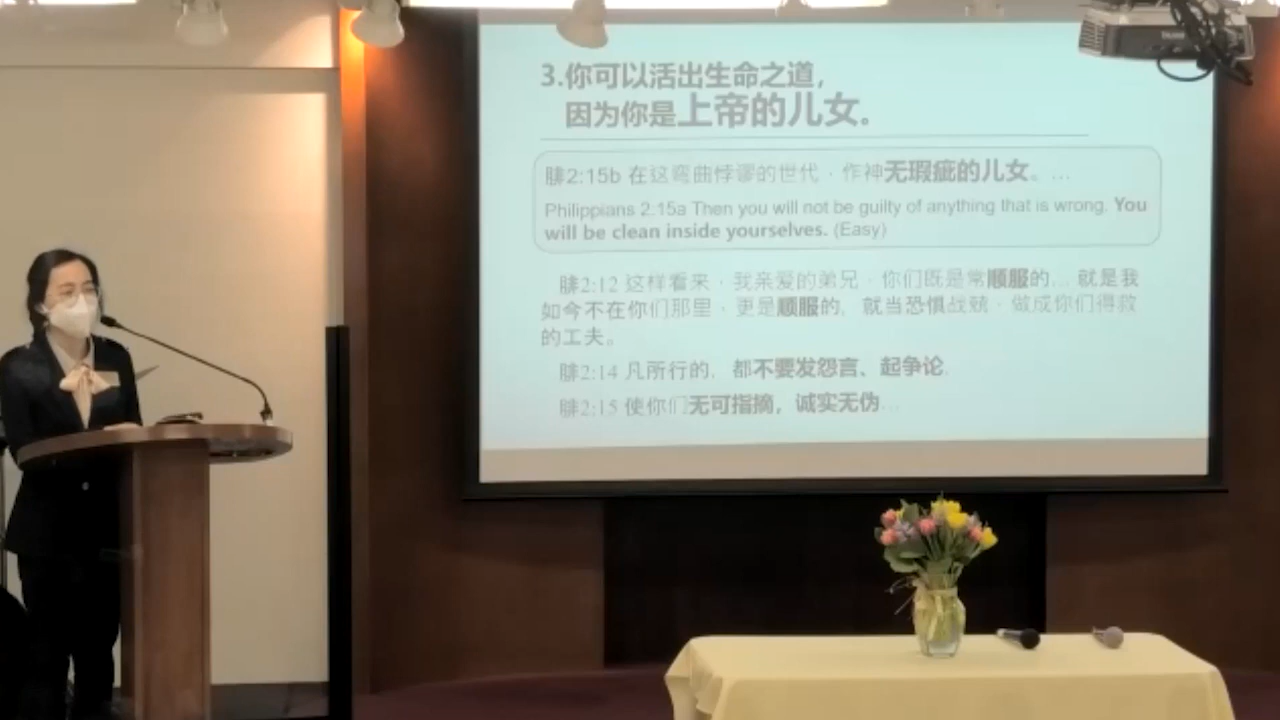 3.你可以活出生命之道，
因为你是上帝的儿女。
腓2:15b 在这弯曲悖谬的世代，作神无瑕疵的儿女。...
Philippians 2.15a Then you will not be guilty of anything that is wrong. You
will be clean inside yourselves. (Easy)
腓2:12 这样看来，我亲爱的弟兄，你们既是常顺服的... 就是我
如今不在你们那里，更是顺服的，就当恐惧战兢，做成你们得救
的工夫。
腓2:14 凡所行的，都不要发怨言、起争论，
腓2:15 使你们无可指摘，诚实无伪...